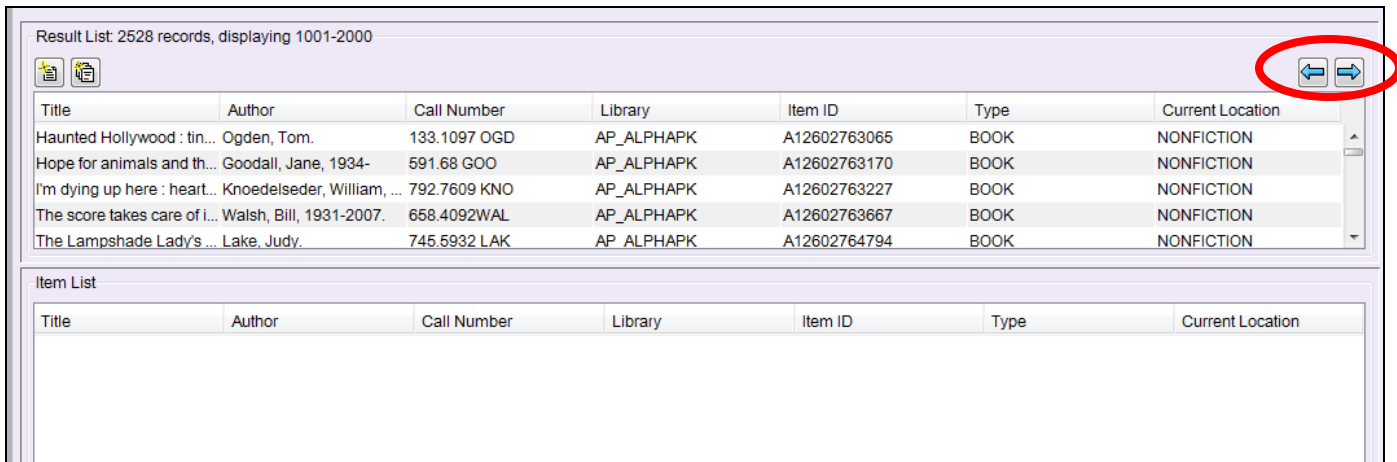 Result List: 2528 records, displaying 1001-2000
Title Author Call Number Library Item ID Type Current Location
Haunted Hollywood : tin... Ogden, Tom. 133.1097 OGD AP_ALPHAPK A12602763065 BOOK NONFICTION
Hope for animals and th... Goodall, Jane, 1934- 591.68 GOO AP_ALPHAPK A12602763170 BOOK NONFICTION
I'm dying up here : heart... Knoedelseder, William, ... 792.7609 KNO AP_ALPHAPK A12602763227 BOOK NONFICTION
The score takes care of i... Walsh, Bill, 1931-2007. 658.4092WAL AP_ALPHAPK A12602763667 BOOK NONFICTION
The Lampshade Lady's ... Lake, Judy. 745.5932 LAK AP_ALPHAPK A12602764794 BOOK NONFICTION
Item List
Title Author Call Number Library Item ID Type Current Location